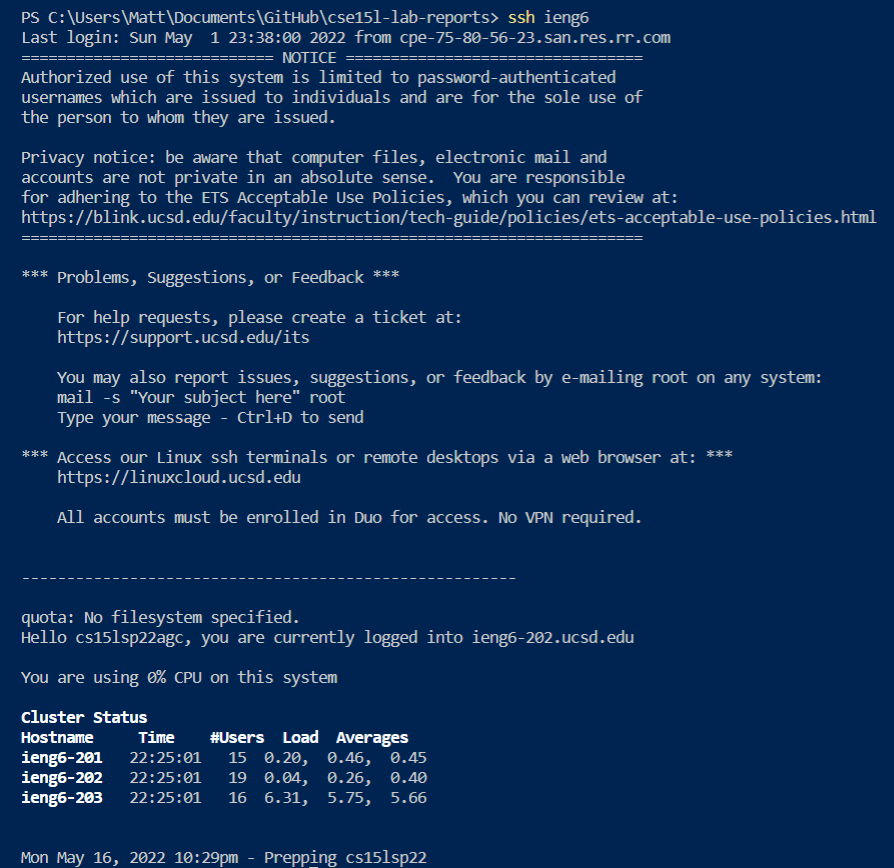 PS C:\Users\Matt\Documents\GitHub\cse15l-lab-reports> ssh ieng6
Last login: Sun May  1 23:38:00 2022 from cpe-75-80-56-23.san.res.rr.com
============================ NOTICE =================================
Authorized use of this system is limited to password-authenticated
usernames which are issued to individuals and are for the sole use of
the person to whom they are issued.

Privacy notice: be aware that computer files, electronic mail and
accounts are not private in an absolute sense.  You are responsible
for adhering to the ETS Acceptable Use Policies, which you can review at:
https://blink.ucsd.edu/faculty/instruction/tech-guide/policies/ets-acceptable-use-policies.html
=====================================================================

*** Problems, Suggestions, or Feedback ***

    For help requests, please create a ticket at:
    https://support.ucsd.edu/its

    You may also report issues, suggestions, or feedback by e-mailing root on any system:
    mail -s "Your subject here" root
    Type your message - Ctrl+D to send

*** Access our Linux ssh terminals or remote desktops via a web browser at: ***
    https://linuxcloud.ucsd.edu

    All accounts must be enrolled in Duo for access. No VPN required.

-------------------------------------------------------

quota: No filesystem specified.
Hello cs15lsp22agc, you are currently logged into ieng6-202.ucsd.edu

You are using 0% CPU on this system

Cluster Status
Hostname     Time    #Users  Load  Averages
ieng6-201   22:25:01   15  0.20,  0.46,  0.45
ieng6-202   22:25:01   19  0.04,  0.26,  0.40
ieng6-203   22:25:01   16  6.31,  5.75,  5.66

Mon May 16, 2022 10:29pm - Prepping cs15lsp22